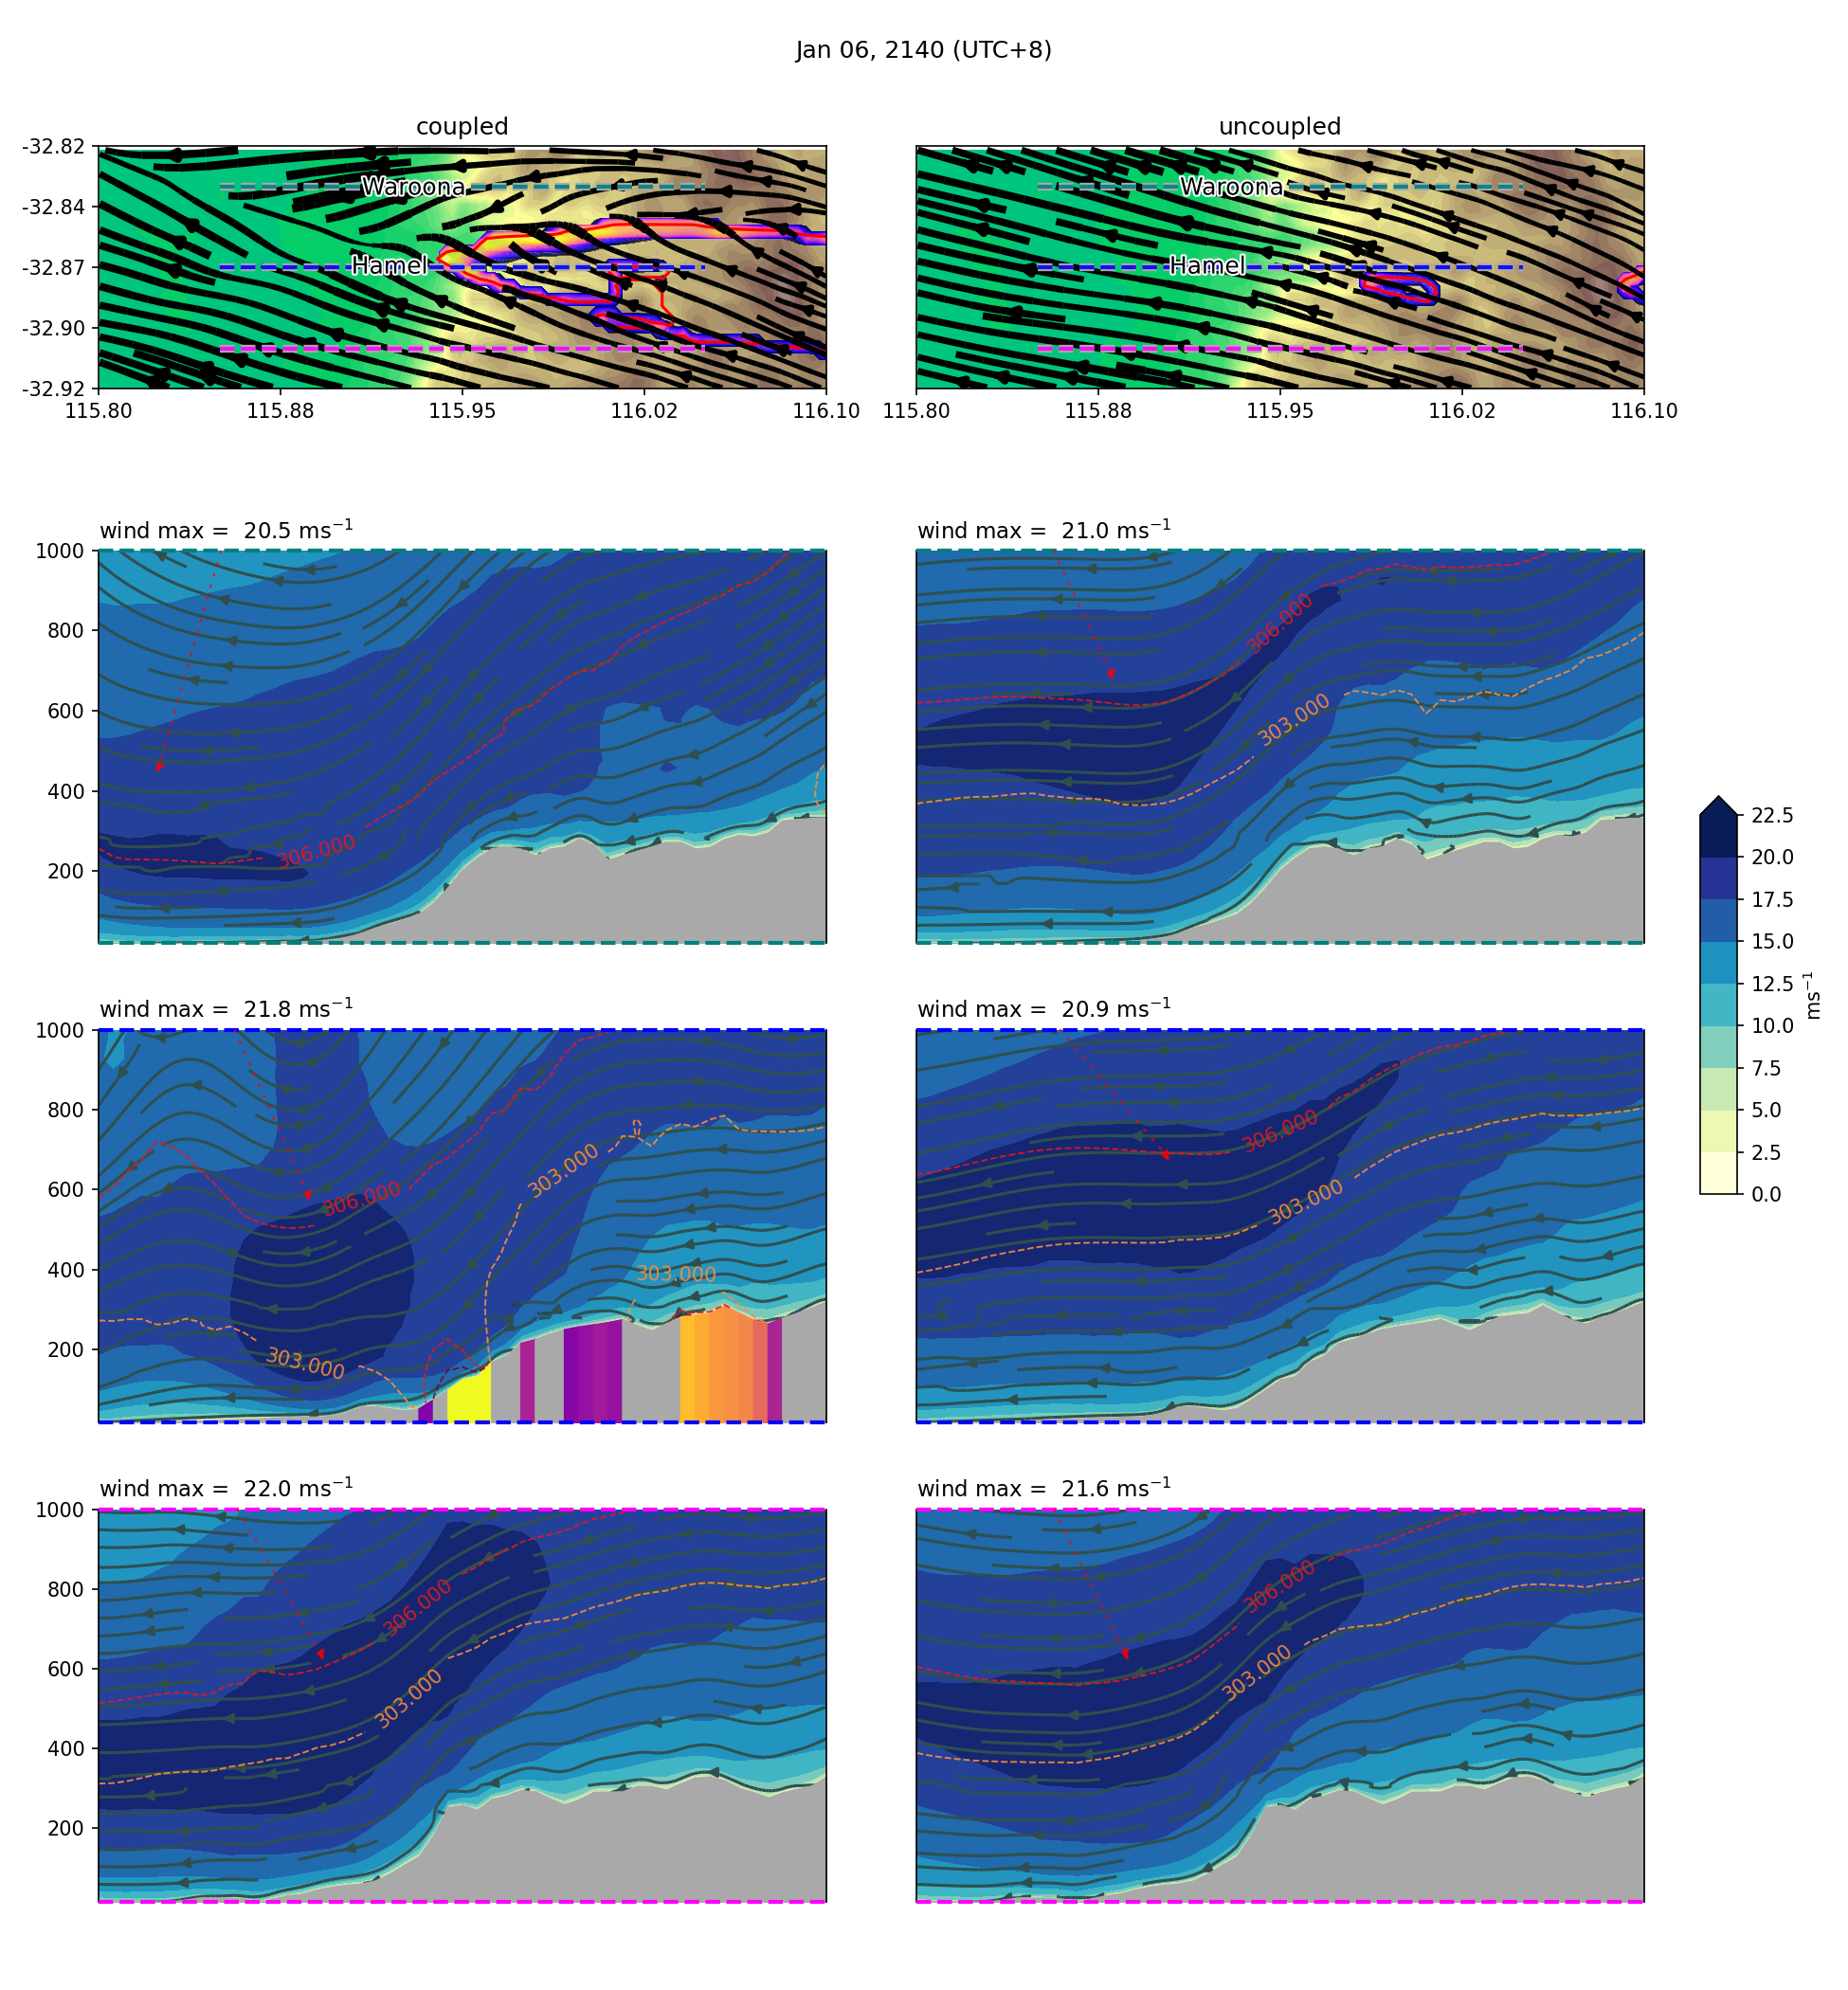 Jan 06, 2140 (UTC+8)
coupled
uncoupled
-32.82
-32.84
-32.87
-32.90
-32.92
Waroona
Hamel
Waroona
Hamel
115.80 115.88 115.95 116.02 116.10
115.80 115.88 115.95 116.02 116.10
wind max = 20.5 ms⁻¹
wind max = 21.0 ms⁻¹
1000
800
600
400
200
306.000
306.000
303.000
wind max = 21.8 ms⁻¹
wind max = 20.9 ms⁻¹
1000
800
600
400
200
303.000
306.000
303.000
303.000
306.000
303.000
wind max = 22.0 ms⁻¹
wind max = 21.6 ms⁻¹
1000
800
600
400
200
306.000
303.000
306.000
303.000
22.5
20.0
17.5
15.0
12.5
10.0
7.5
5.0
2.5
0.0
ms⁻¹